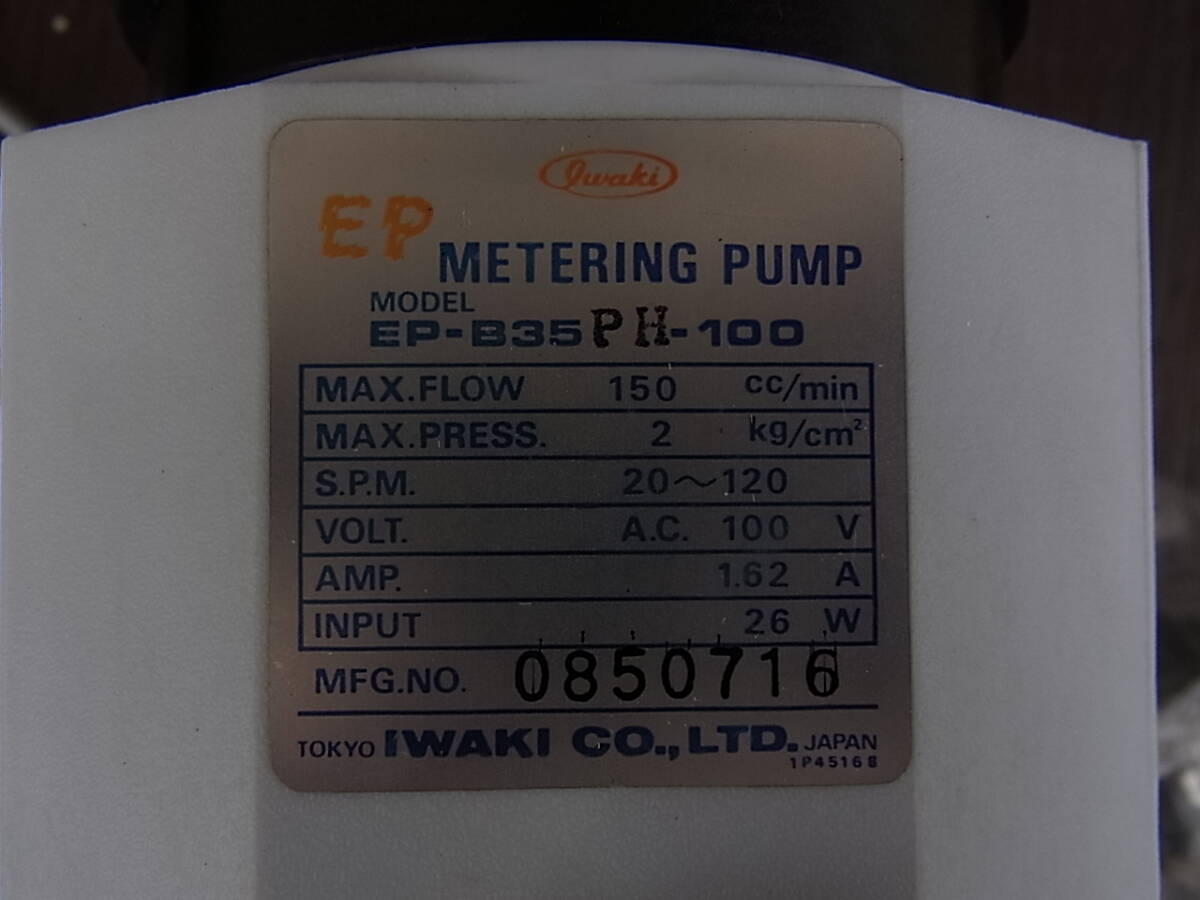 Iwaki
EP METERING PUMP
MODEL
EP-B35PH-100
MAX.FLOW 150 cc/min
MAX.PRESS. 2 kg/cm²
S.P.M. 20～120
VOLT. A.C. 100 V
AMP. 1.62 A
INPUT 26 W
MFG.NO. 0850716
TOKYO IWAKI CO.,LTD. JAPAN